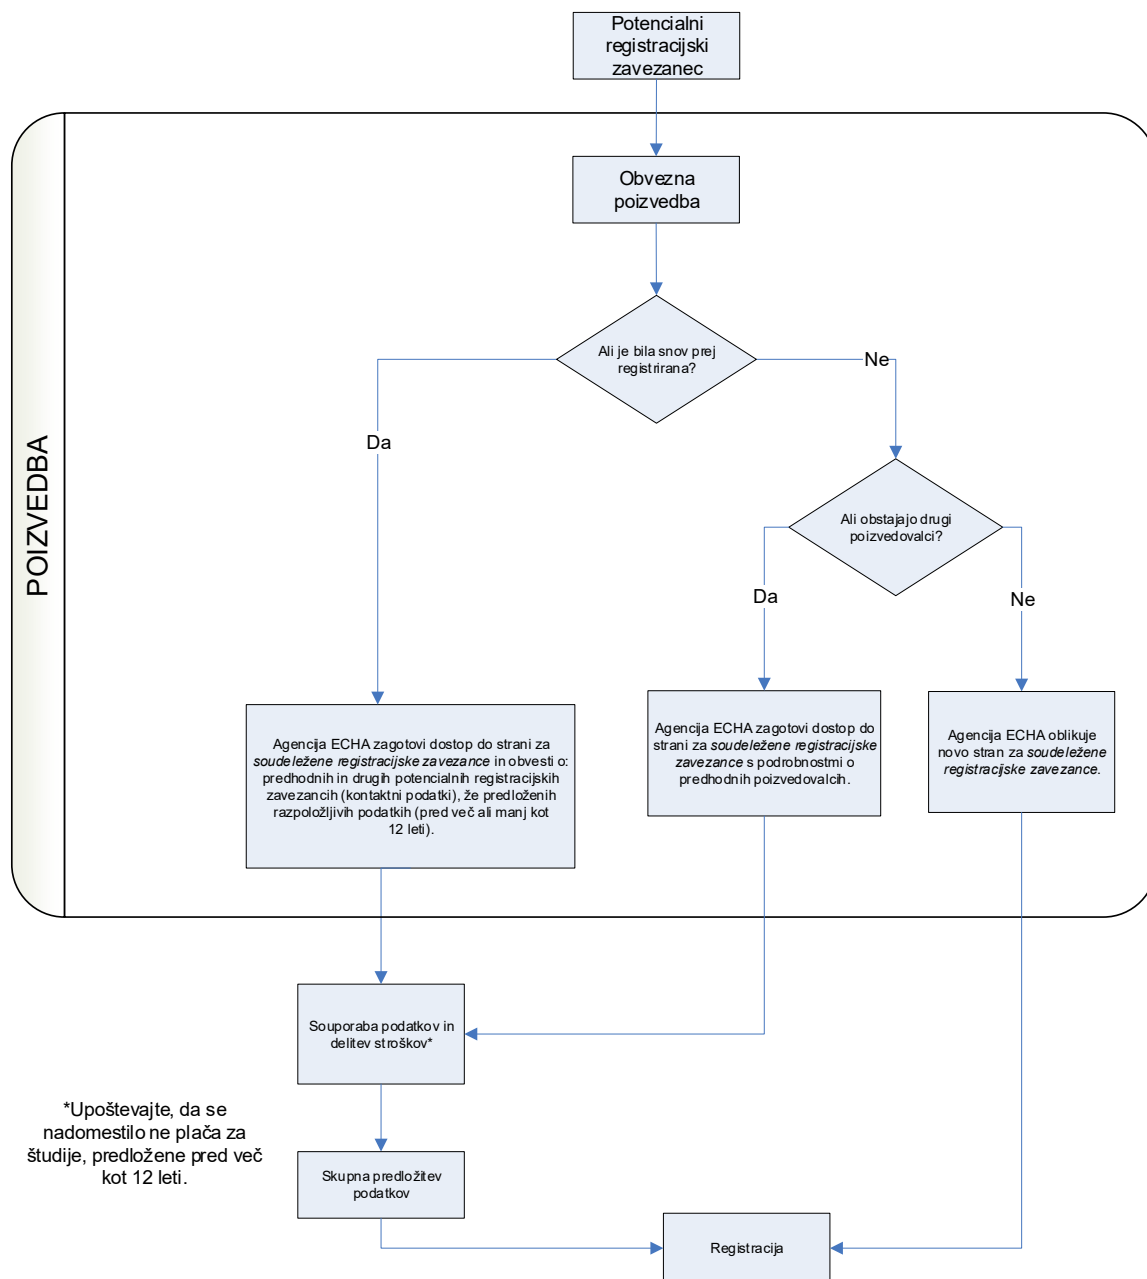 Potencialni
registracijski
zavezanec
POIZVEDBA
Obvezna
poizvedba
Ali je bila snov prej
registrirana?
Ne
Da
Ali obstajajo drugi
poizvedovalci?
Da
Ne
Agencija ECHA zagotovi dostop do strani za
soudeležene registracijske zavezance in obvesti o:
predhodnih in drugih potencialnih registracijskih
zavezancih (kontaktni podatki), že predloženih
razpoložljivih podatkih (pred več ali manj kot
12 leti).
Agencija ECHA zagotovi dostop do
strani za soudeležene registracijske
zavezance s podrobnostmi o
predhodnih poizvedovalcih.
Agencija ECHA oblikuje
novo stran za soudeležene
registracijske zavezance.
Souporaba podatkov in
delitev stroškov*
*Upoštevajte, da se
nadomestilo ne plača za
študije, predložene pred več
kot 12 leti.
Skupna predložitev
podatkov
Registracija